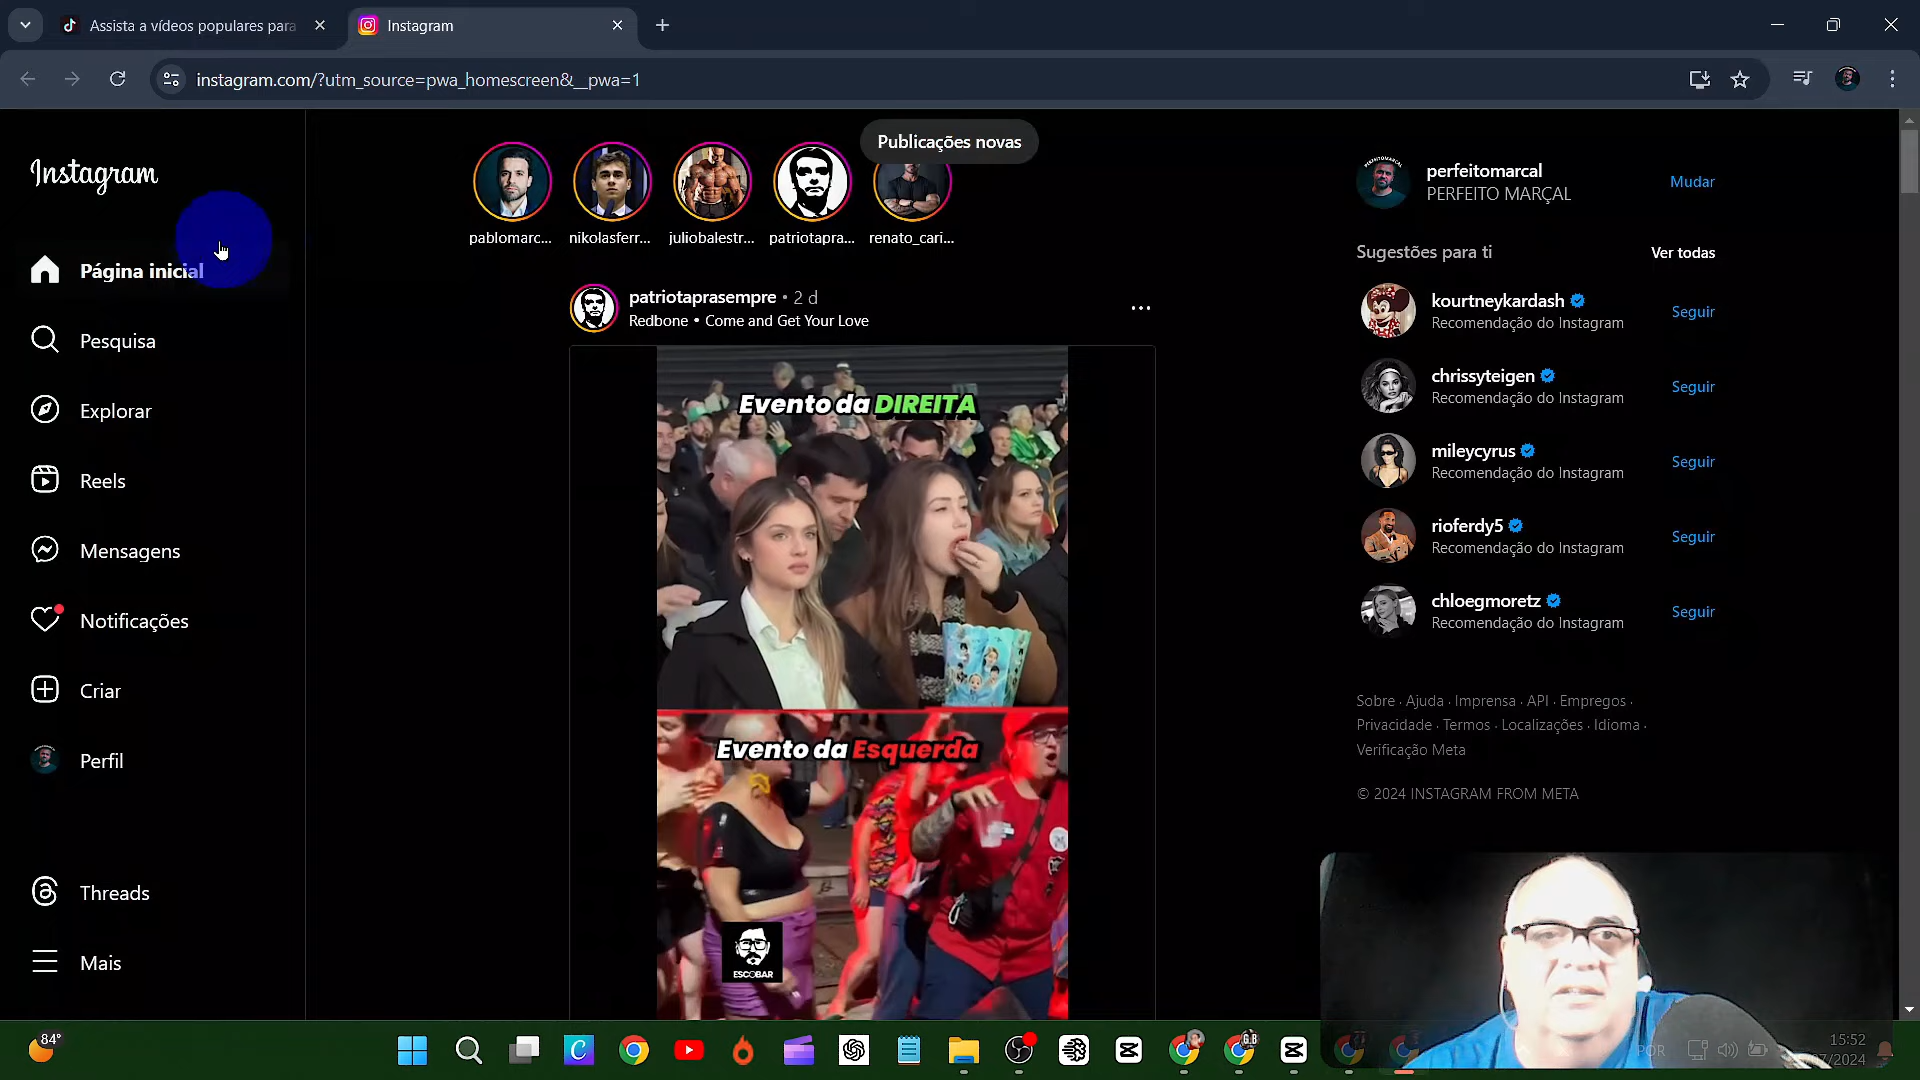 Assista a vídeos populares para
Instagram
instagram.com/?utm_source=pwa_homescreen&__pwa=1
Instagram
Página inicial
Pesquisa
Explorar
Reels
Mensagens
Notificações
Criar
Perfil
Threads
Mais
Publicações novas
pablomarc...
nikolasferr...
juliobalestr...
patriotapra...
renato_cari...
patriotaprasempre • 2 d
Redbone • Come and Get Your Love
Evento da DIREITA
Evento da Esquerda
ESCOBAR
perfeitomarcal
PERFEITO MARÇAL
Mudar
Sugestões para ti
Ver todas
kourtneykardash
Recomendação do Instagram
Seguir
chrissyteigen
Recomendação do Instagram
Seguir
mileycyrus
Recomendação do Instagram
Seguir
rioferdy5
Recomendação do Instagram
Seguir
chloegmoretz
Recomendação do Instagram
Seguir
Sobre · Ajuda · Imprensa · API · Empregos ·
Privacidade · Termos · Localizações · Idioma ·
Verificação Meta
© 2024 INSTAGRAM FROM META
84°
G.B
POR
15:52
07/2024